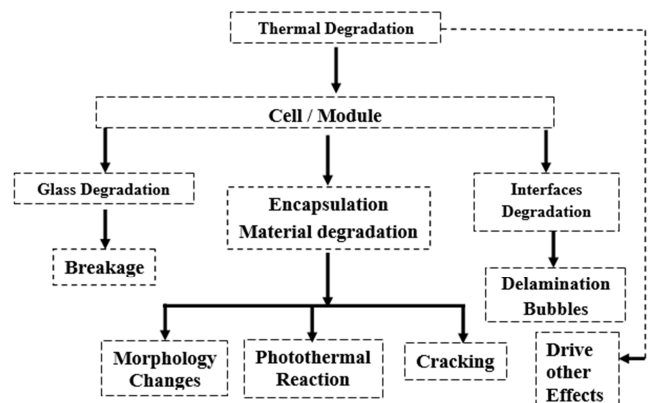 Thermal Degradation
Cell / Module
Glass Degradation
Encapsulation
Material degradation
Interfaces
Degradation
Breakage
Delamination
Bubbles
Morphology
Changes
Photothermal
Reaction
Cracking
Drive
other
Effects